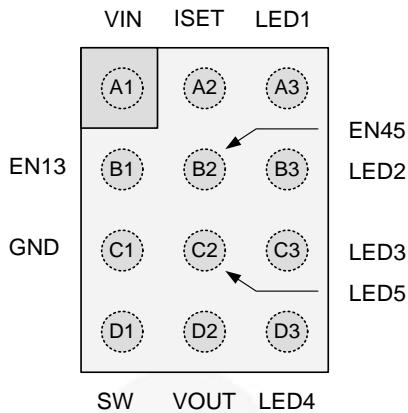 VIN ISET LED1
A1 A2 A3
EN45
EN13 B1 B2 B3 LED2
GND C1 C2 C3 LED3
LED5
D1 D2 D3
SW VOUT LED4